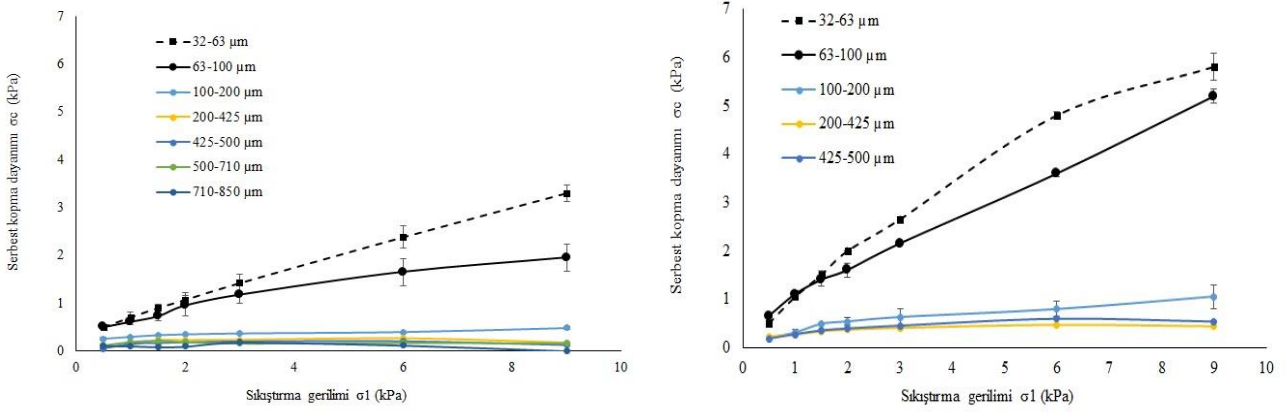 7
6
5
4
3
2
1
0
Serbest kopma dayanımı σc (kPa)
32-63 µm
63-100 µm
100-200 µm
200-425 µm
425-500 µm
500-710 µm
710-850 µm
0 2 4 6 8 10
Sıkıştırma gerilimi σ1 (kPa)
7
6
5
4
3
2
1
0
Serbest kopma dayanımı σc (kPa)
32-63 µm
63-100 µm
100-200 µm
200-425 µm
425-500 µm
0 1 2 3 4 5 6 7 8 9 10
Sıkıştırma gerilimi σ1 (kPa)